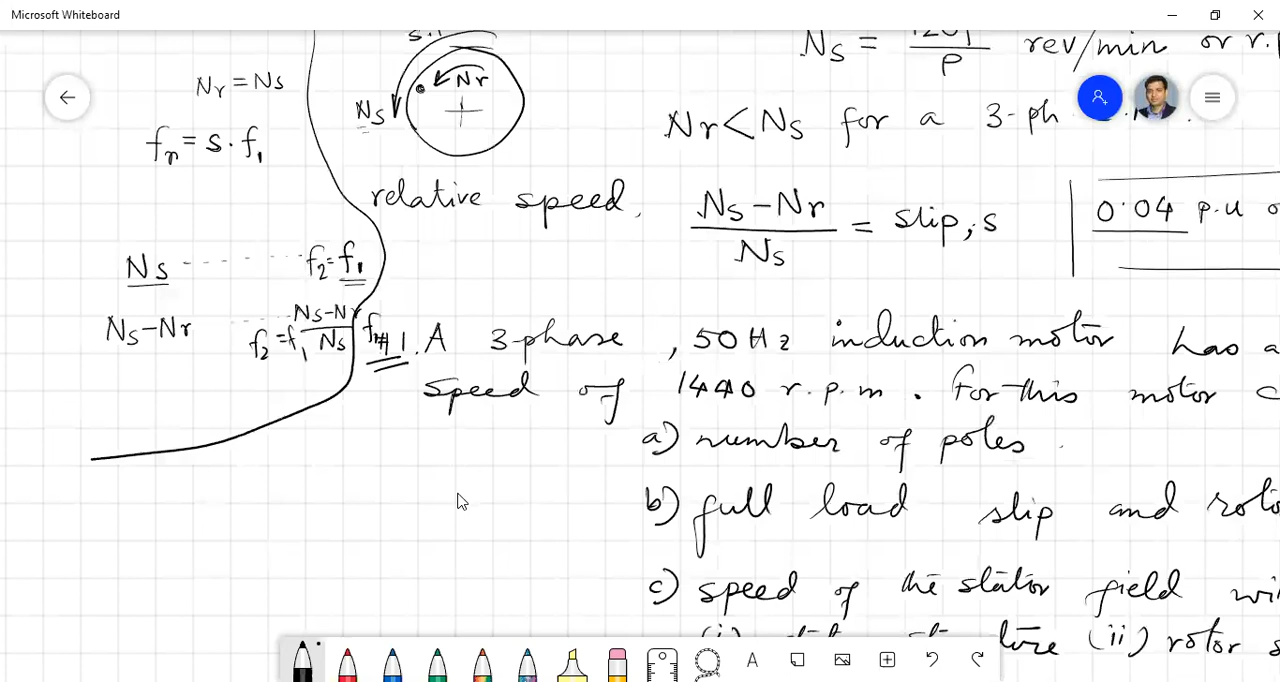 Microsoft Whiteboard
Ns = 120f/P rev/min or r.p
Nr = Ns
Nr
Ns
Nr < Ns for a 3-ph
fr = s. f1
relative speed.
Ns - Nr / Ns = slip, s
0.04 p.u o
Ns ------ f2 = f1
Ns - Nr ---- f2 = f1 Ns - Nr / Ns
#1. A 3-phase, 50Hz induction motor has a
speed of 1440 r.p.m. For this motor c
a) number of poles.
b) full load slip and roto
c) speed of the stator field wi
(i) (ii) rotor s
A